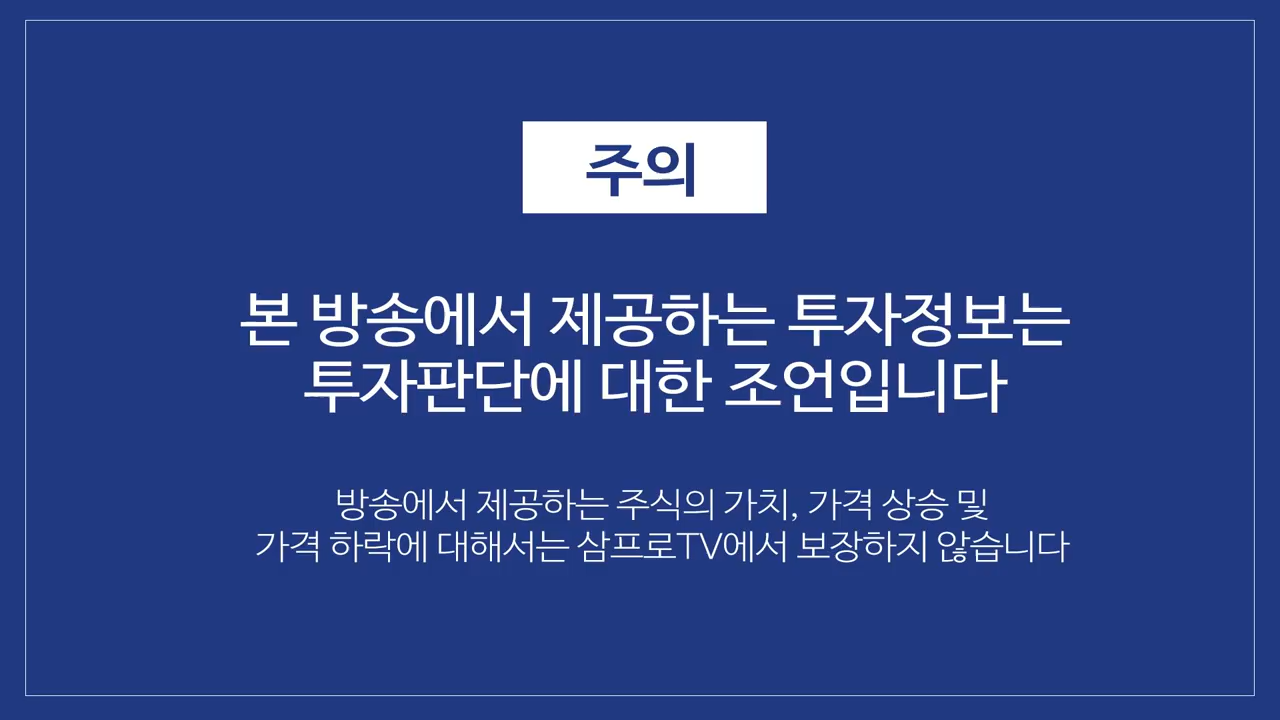 주의
본 방송에서 제공하는 투자정보는
투자판단에 대한 조언입니다
방송에서 제공하는 주식의 가치, 가격 상승 및
가격 하락에 대해서는 삼프로TV에서 보장하지 않습니다